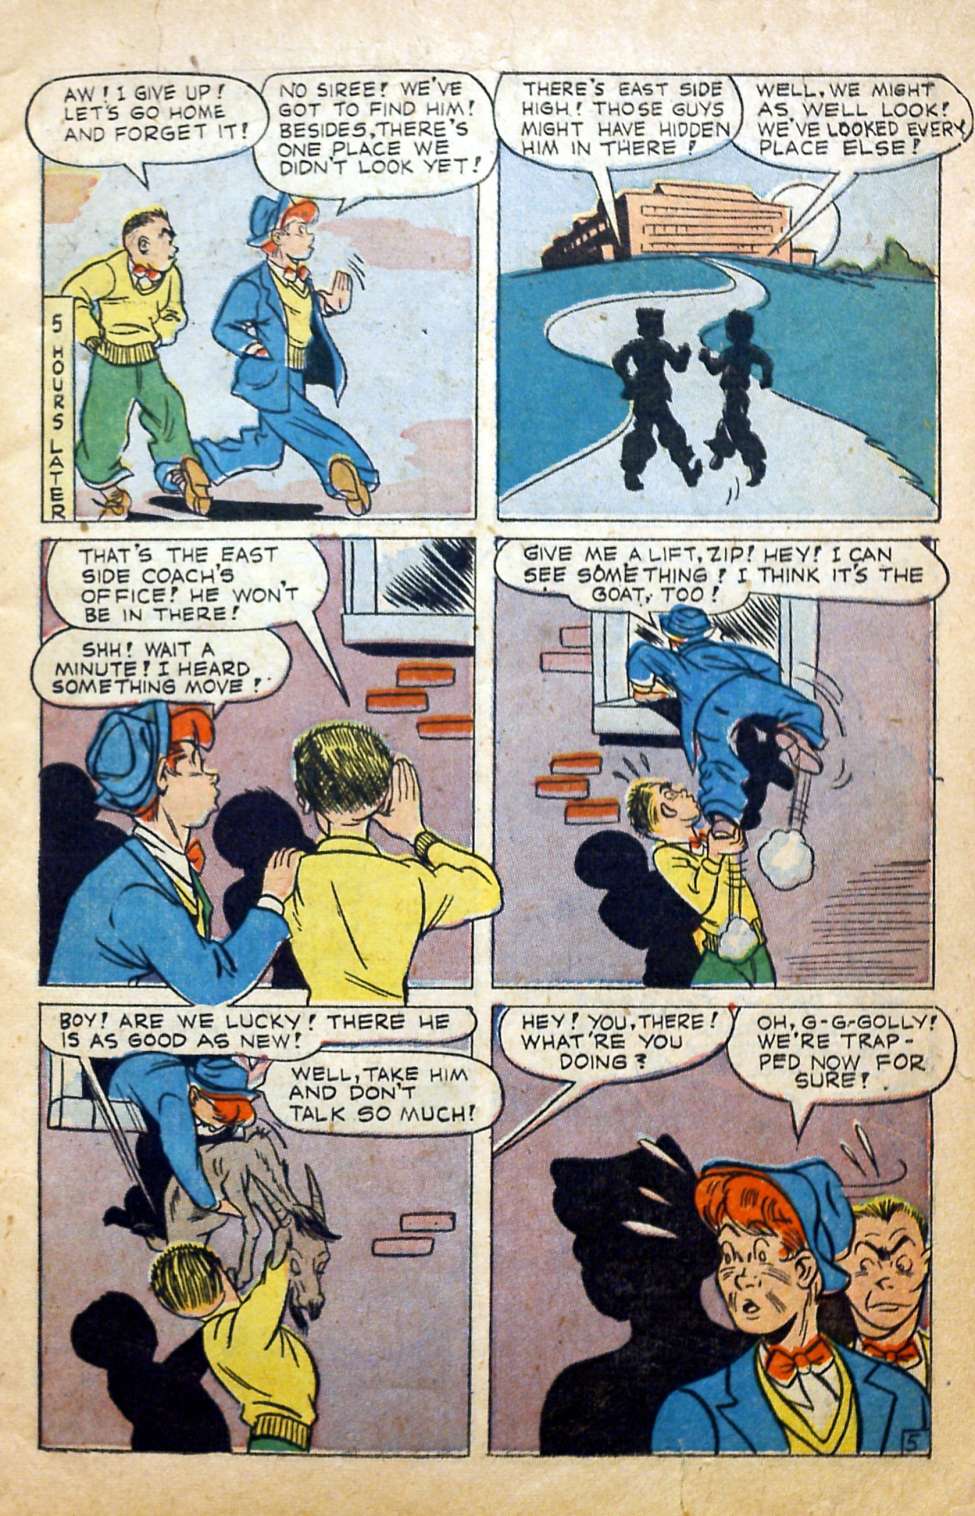 AW! I GIVE UP!
LET'S GO HOME
AND FORGET IT!
NO SIREE! WE'VE
GOT TO FIND HIM!
BESIDES, THERE'S
ONE PLACE WE
DIDN'T LOOK YET!
5 HOURS LATER
THERE'S EAST SIDE
HIGH! THOSE GUYS
MIGHT HAVE HIDDEN
HIM IN THERE!
WELL, WE MIGHT
AS WELL LOOK!
WE'VE LOOKED EVERY
PLACE ELSE!
THAT'S THE EAST
SIDE COACH'S
OFFICE! HE WON'T
BE IN THERE!
SHH! WAIT A
MINUTE! I HEARD
SOMETHING MOVE!
GIVE ME A LIFT, ZIP! HEY! I CAN
SEE SOMETHING! I THINK IT'S THE
GOAT, TOO!
BOY! ARE WE LUCKY! THERE HE
IS AS GOOD AS NEW!
WELL, TAKE HIM
AND DON'T
TALK SO MUCH!
HEY! YOU, THERE!
WHAT'RE YOU
DOING?
OH, G-G-GOLLY!
WE'RE TRAP-
PED NOW FOR
SURE!
5